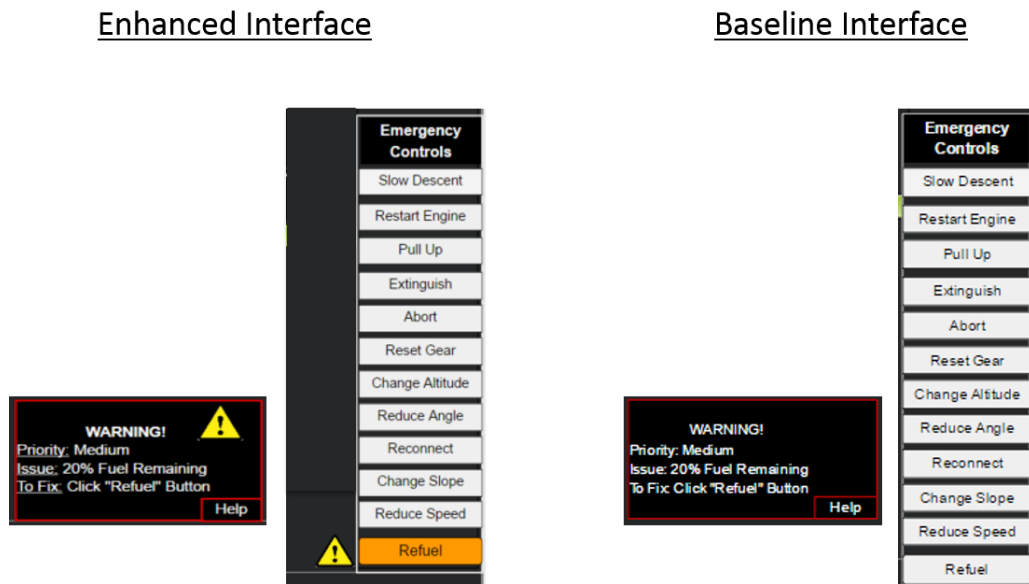 Enhanced Interface
Baseline Interface
Emergency
Controls
Slow Descent
Restart Engine
Pull Up
Extinguish
Abort
Reset Gear
Change Altitude
Reduce Angle
Reconnect
Change Slope
Reduce Speed
Refuel
WARNING!
Priority: Medium
Issue: 20% Fuel Remaining
To Fix: Click "Refuel" Button
Help
Emergency
Controls
Slow Descent
Restart Engine
Pull Up
Extinguish
Abort
Reset Gear
Change Altitude
Reduce Angle
Reconnect
Change Slope
Reduce Speed
Refuel
WARNING!
Priority: Medium
Issue: 20% Fuel Remaining
To Fix: Click "Refuel" Button
Help